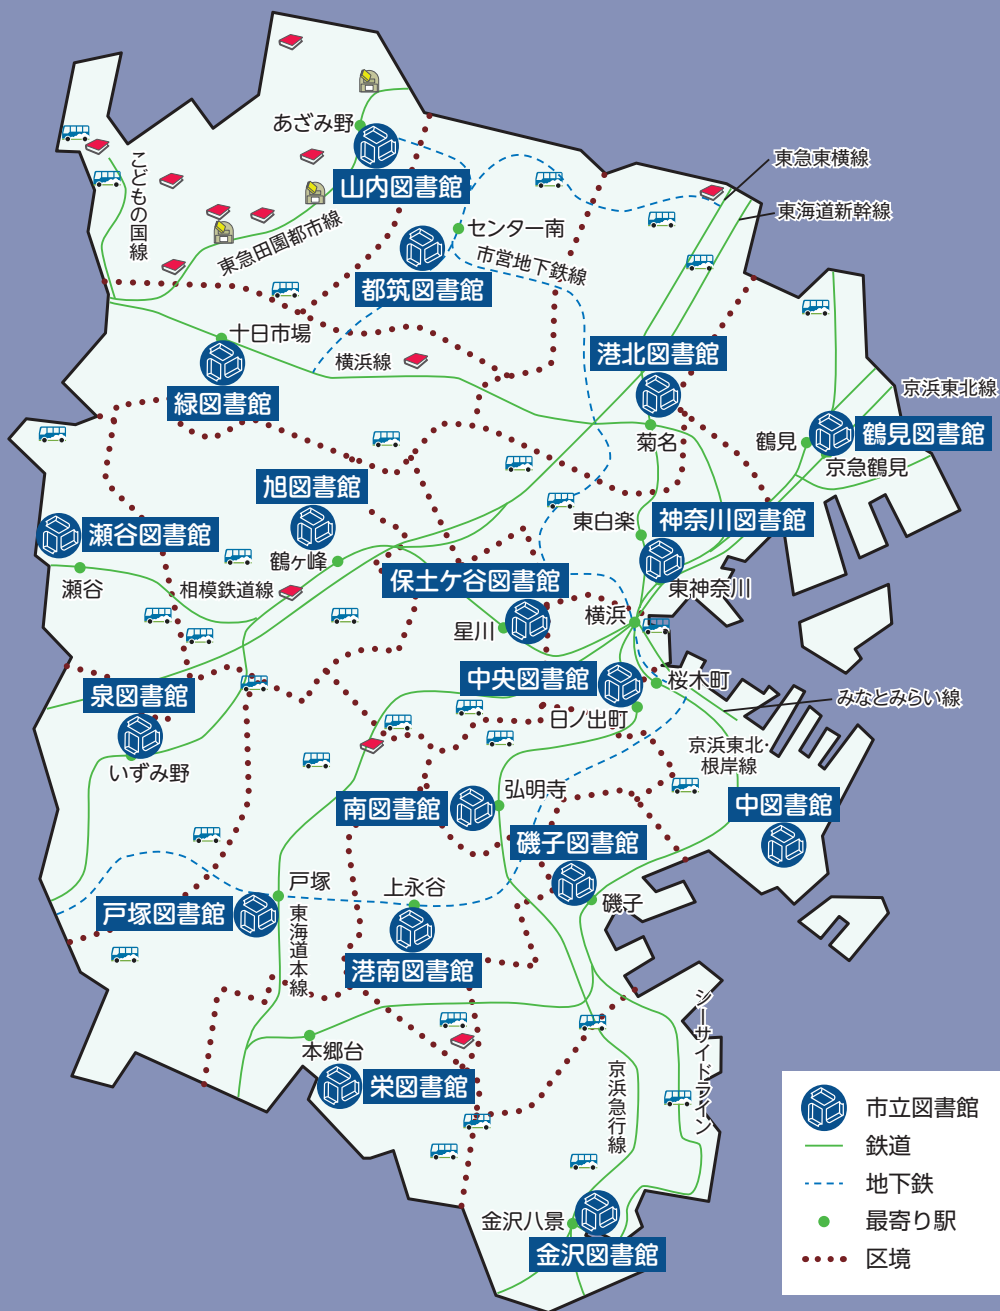 あざみ野
山内図書館
東急東横線
こどもの国線
東海道新幹線
センター南
東急田園都市線
市営地下鉄線
都筑図書館
十日市場
横浜線
港北図書館
緑図書館
京浜東北線
菊名
鶴見
鶴見図書館
京急鶴見
旭図書館
瀬谷図書館
東白楽
神奈川図書館
鶴ヶ峰
保土ケ谷図書館
瀬谷
相模鉄道線
東神奈川
星川
横浜
中央図書館
桜木町
泉図書館
みなとみらい線
日ノ出町
いずみ野
京浜東北・
根岸線
南図書館
弘明寺
中図書館
磯子図書館
戸塚
上永谷
磯子
戸塚図書館
東海道本線
港南図書館
シーサイドライン
本郷台
栄図書館
京浜急行線
金沢八景
金沢図書館
市立図書館
鉄道
地下鉄
最寄り駅
区境